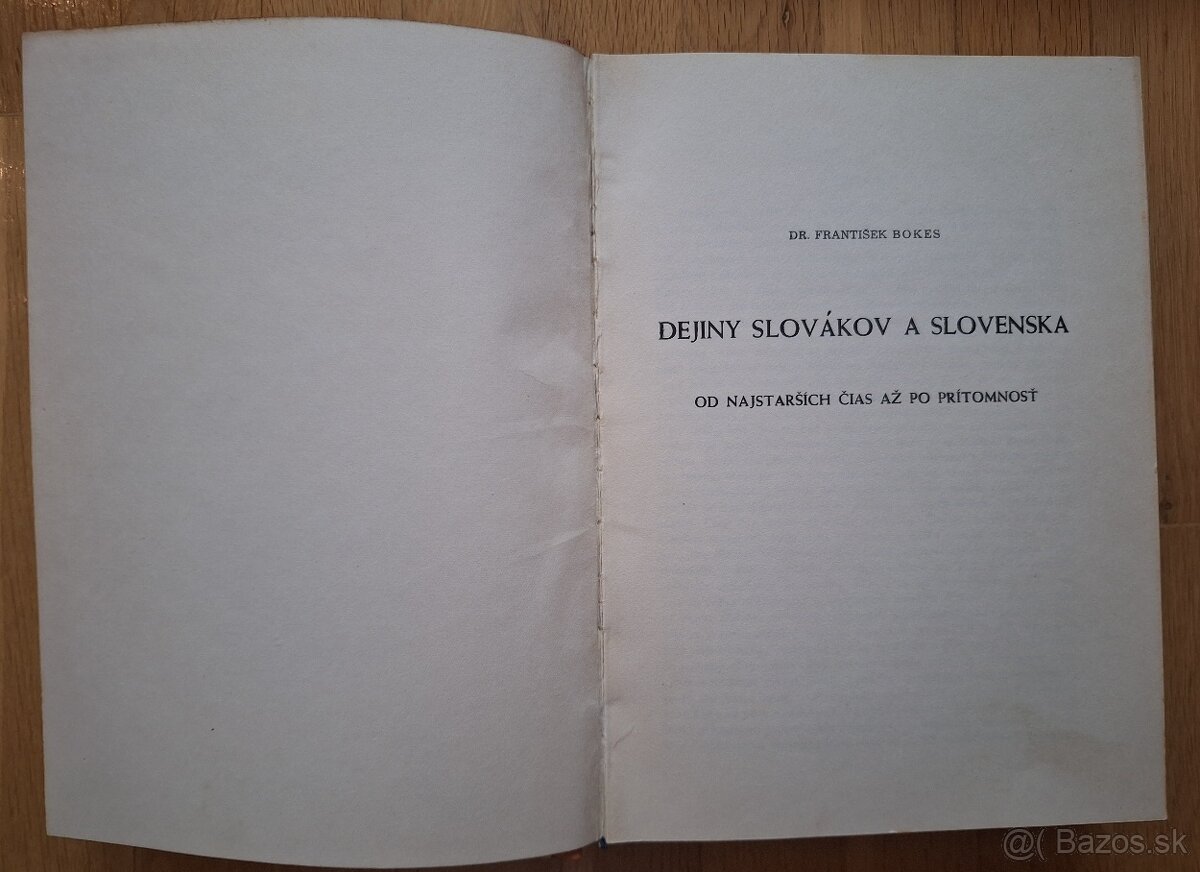 DR. FRANTIŠEK BOKES
DEJINY SLOVÁKOV A SLOVENSKA
OD NAJSTARŠÍCH ČIAS AŽ PO PRÍTOMNOSŤ
@( Bazos.sk